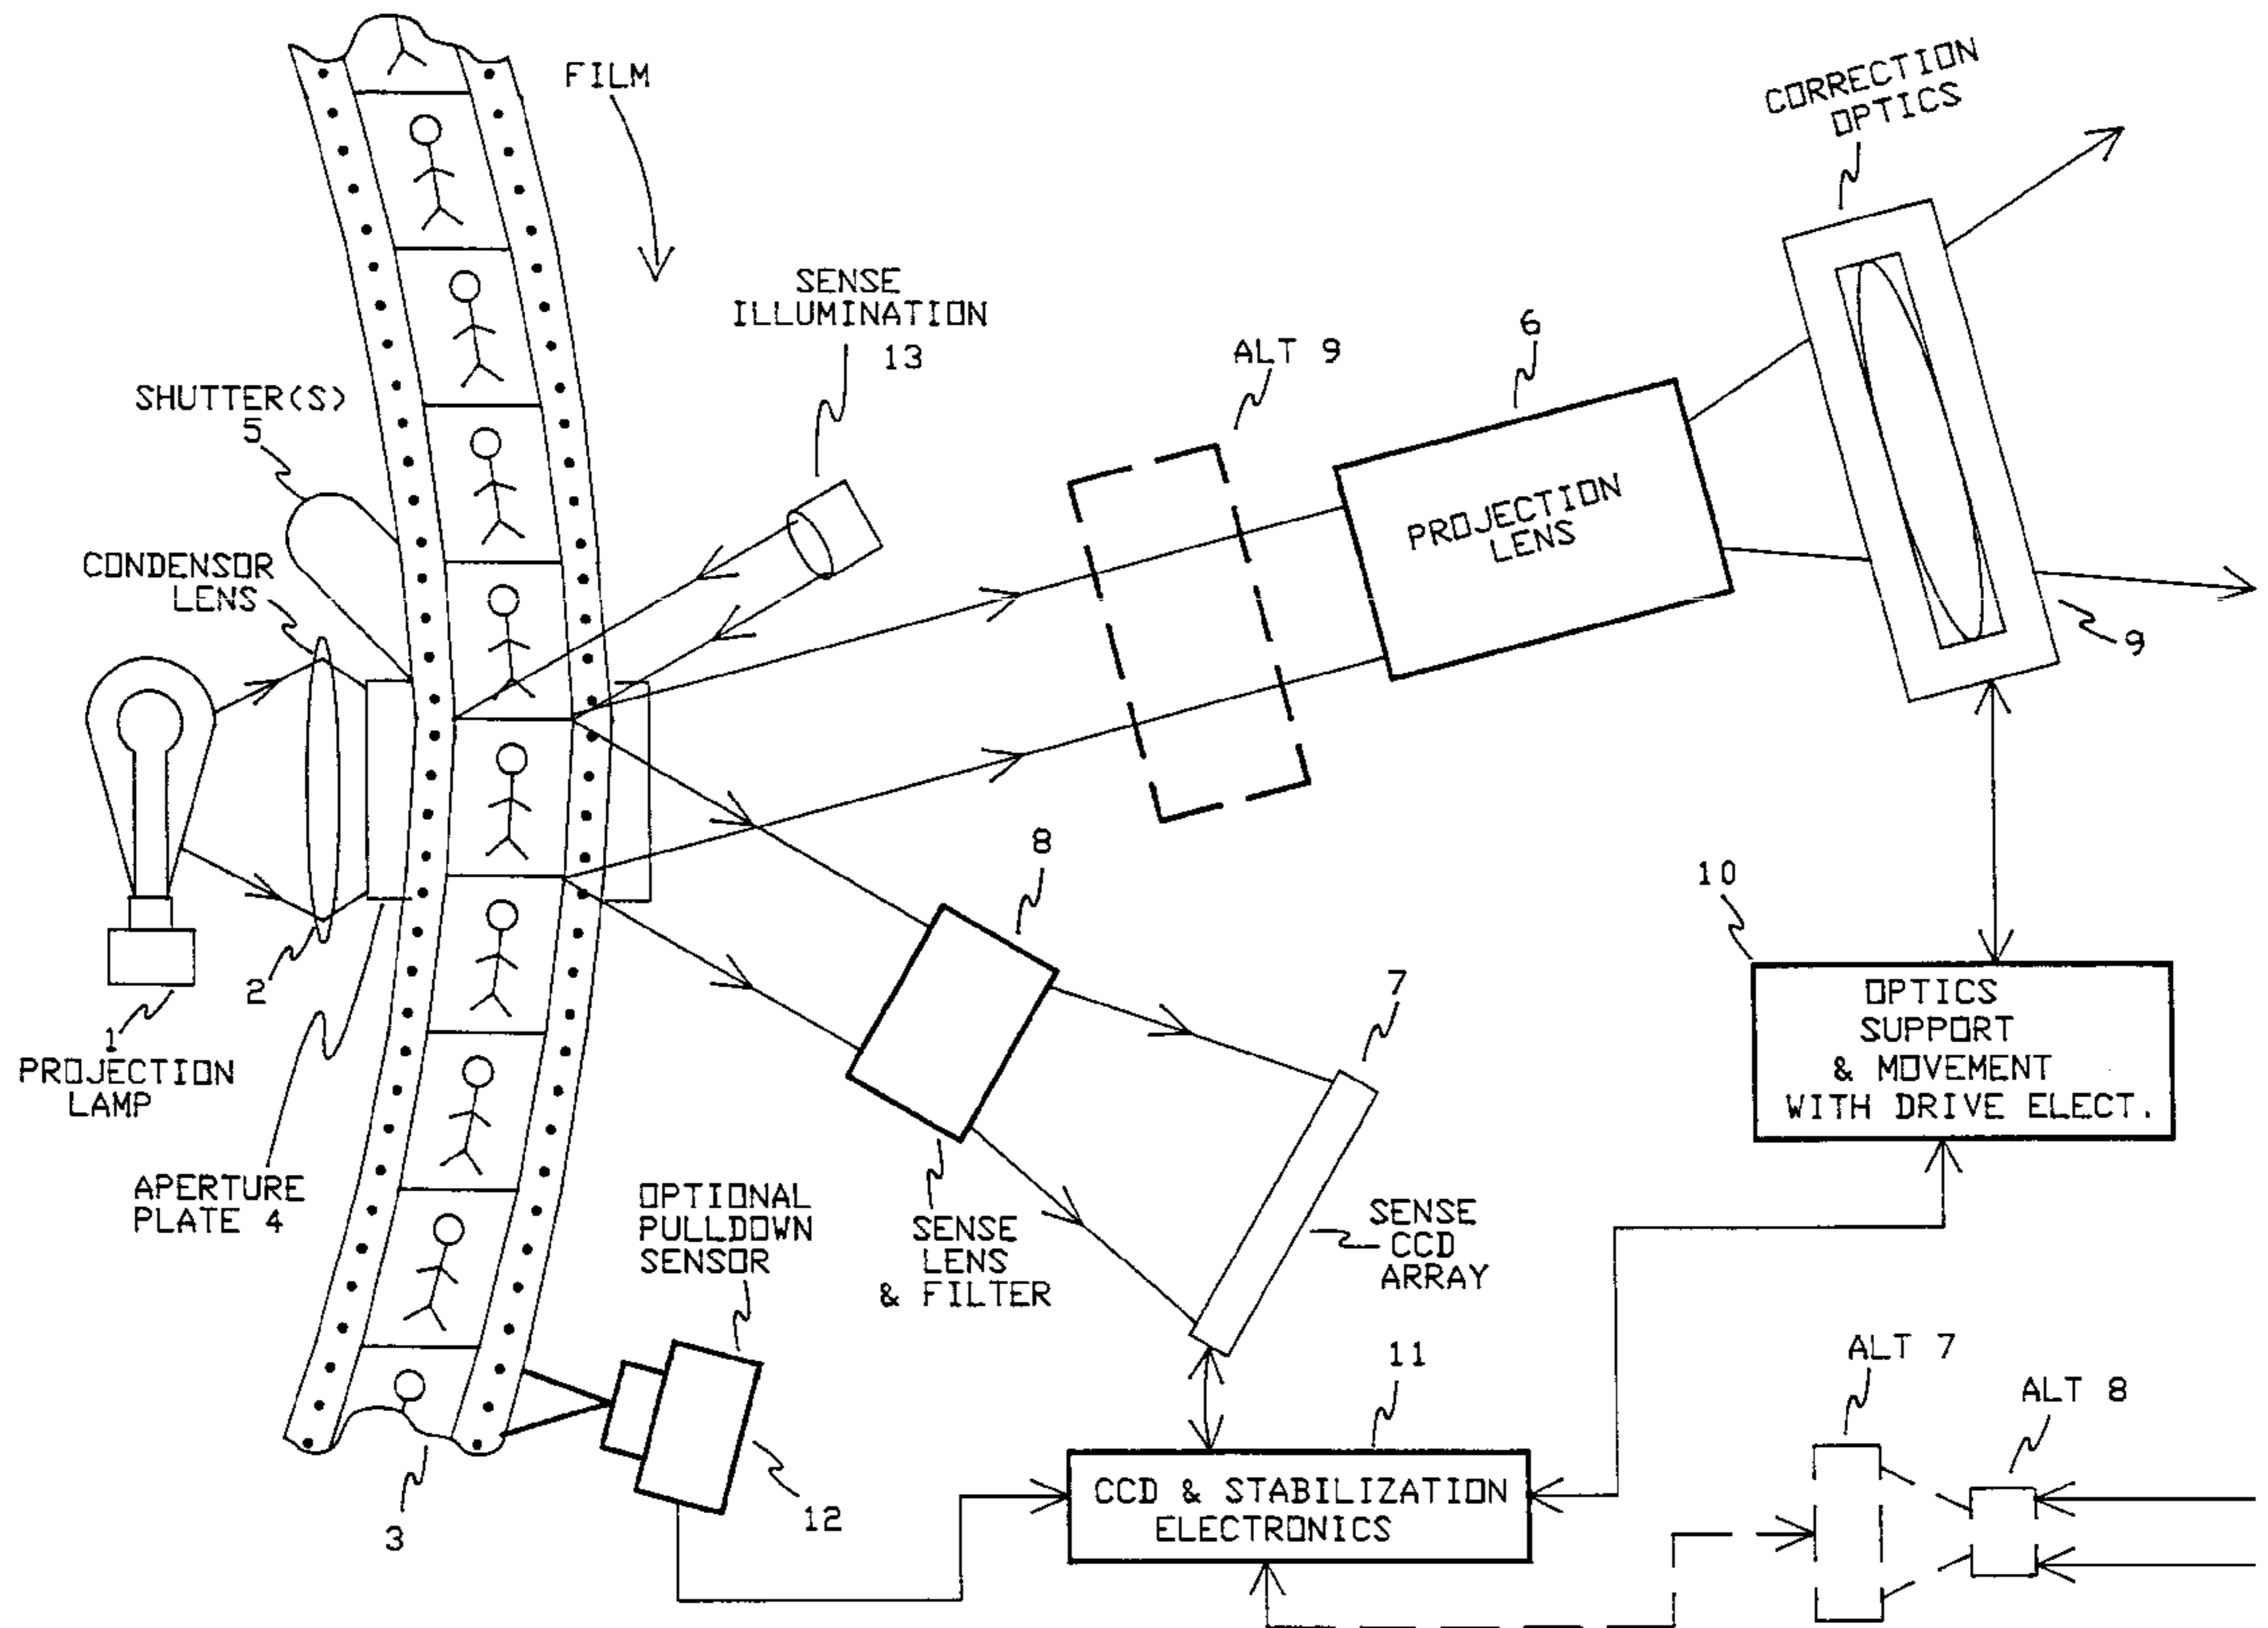 FILM
CORRECTION
OPTICS
SENSE
ILLUMINATION
13
ALT 9
6
SHUTTER(S)
5
CONDENSOR
LENS
PROJECTION
LENS
9
8
10
2
7
OPTICS
SUPPORT
& MOVEMENT
WITH DRIVE ELECT.
1
PROJECTION
LAMP
APERTURE
PLATE 4
OPTIONAL
PULLDOWN
SENSOR
SENSE
LENS
& FILTER
SENSE
CCD
ARRAY
11
ALT 7
ALT 8
3
12
CCD & STABILIZATION
ELECTRONICS